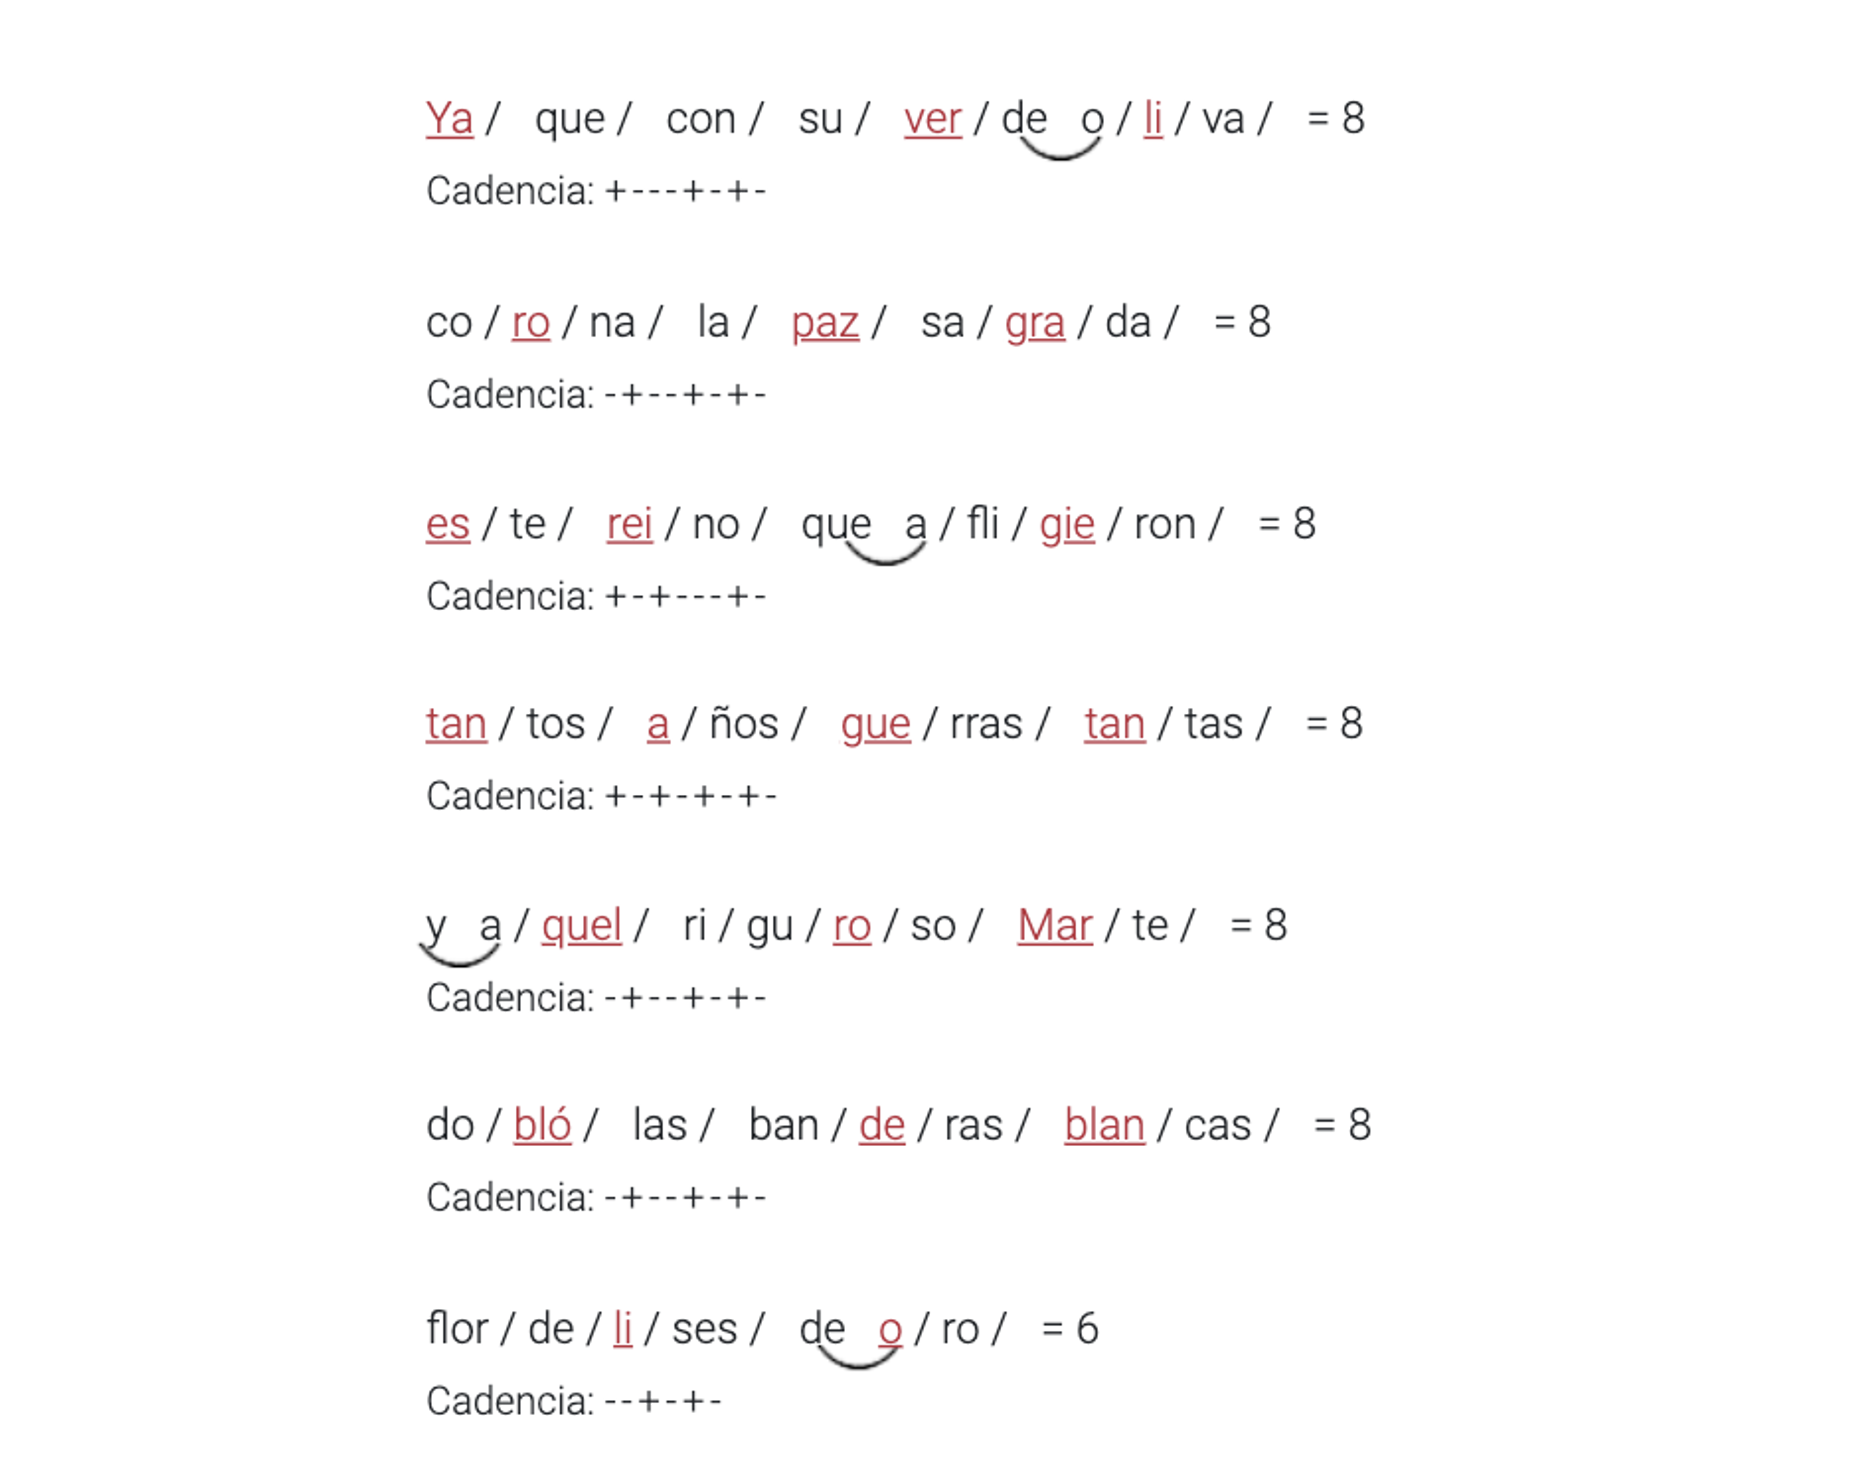 Ya / que / con / su / ver / de o / li / va / = 8
Cadencia: +---+-+-
co / ro / na / la / paz / sa / gra / da / = 8
Cadencia: -+--+-+-
es / te / rei / no / que a / fli / gie / ron / = 8
Cadencia: +-+---+-
tan / tos / a / ños / gue / rras / tan / tas / = 8
Cadencia: +-+-+-+-
y a / quel / ri / gu / ro / so / Mar / te / = 8
Cadencia: -+--+-+-
do / bló / las / ban / de / ras / blan / cas / = 8
Cadencia: -+--+-+-
flor / de / li / ses / de o / ro / = 6
Cadencia: --+-+-